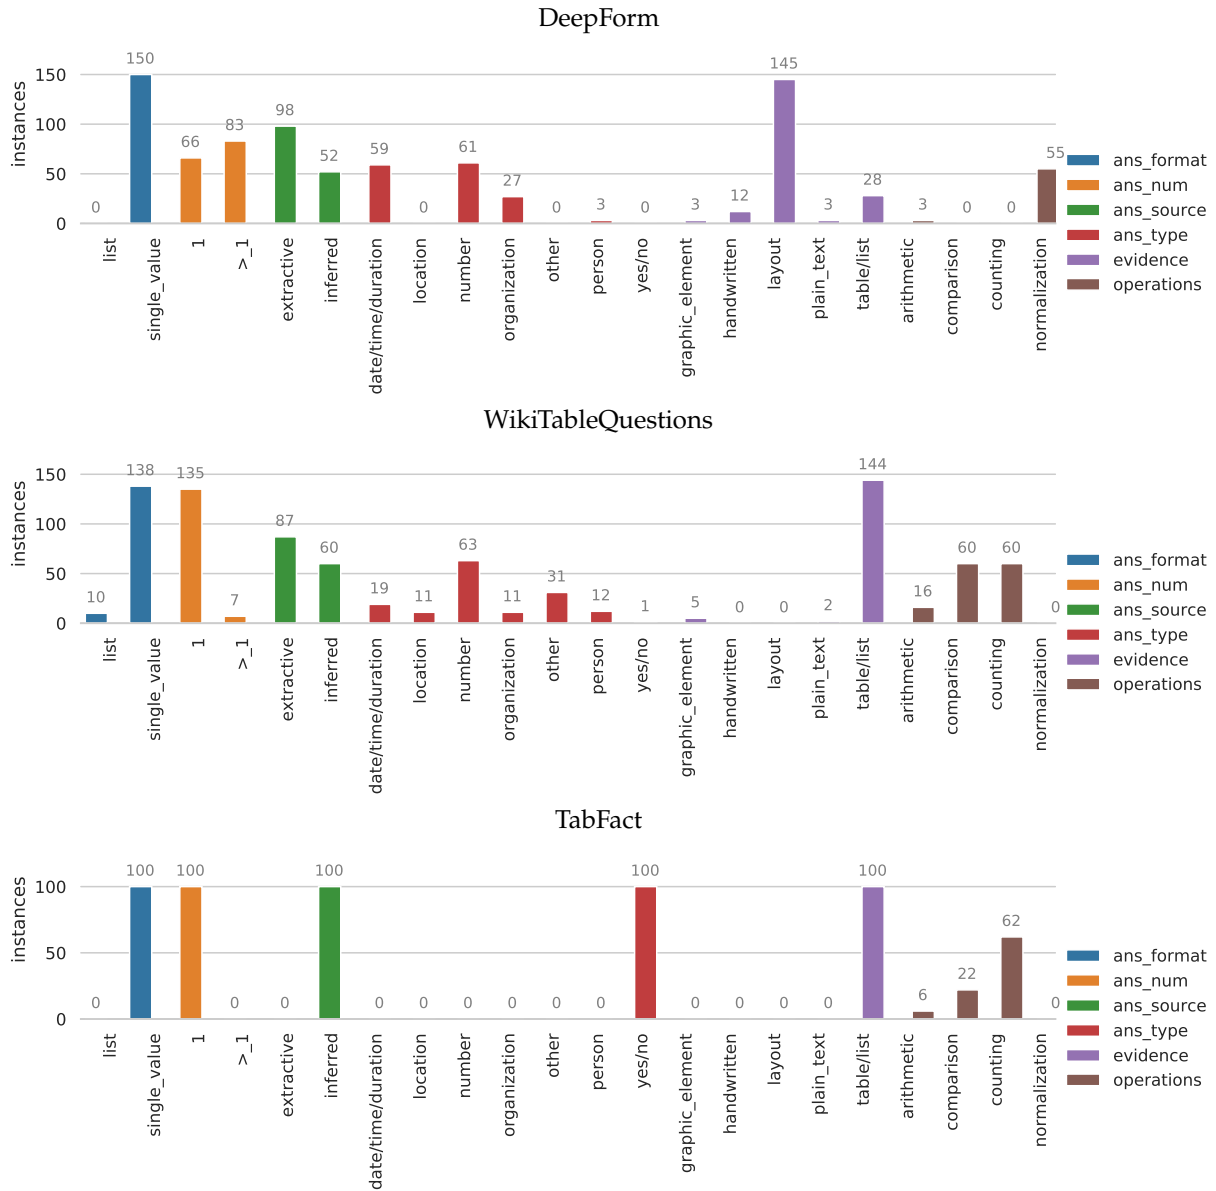 DeepForm
instances
150
100
50
0
0 150 66 83 98 52 59 0 61 27 0 3 0 3 12 145 3 28 3 0 0 55
list
single_value
1
>_1
extractive
inferred
date/time/duration
location
number
organization
other
person
yes/no
graphic_element
handwritten
layout
plain_text
table/list
arithmetic
comparison
counting
normalization
ans_format
ans_num
ans_source
ans_type
evidence
operations
WikiTableQuestions
instances
150
100
50
0
10 138 135 7 87 60 19 11 63 11 31 12 1 5 0 0 2 144 16 60 60 0
list
single_value
1
>_1
extractive
inferred
date/time/duration
location
number
organization
other
person
yes/no
graphic_element
handwritten
layout
plain_text
table/list
arithmetic
comparison
counting
normalization
ans_format
ans_num
ans_source
ans_type
evidence
operations
TabFact
instances
100
50
0
0 100 100 0 0 100 0 0 0 0 0 0 100 0 0 0 0 100 6 22 62 0
list
single_value
1
>_1
extractive
inferred
date/time/duration
location
number
organization
other
person
yes/no
graphic_element
handwritten
layout
plain_text
table/list
arithmetic
comparison
counting
normalization
ans_format
ans_num
ans_source
ans_type
evidence
operations